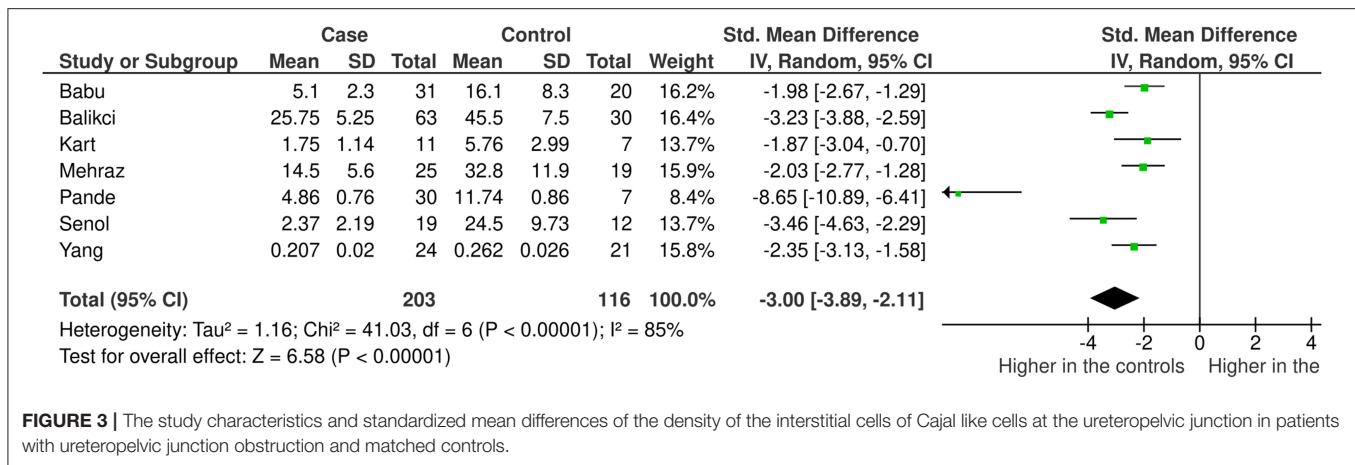 Case Control Std. Mean Difference Std. Mean Difference
Study or Subgroup Mean SD Total Mean SD Total Weight IV, Random, 95% CI IV, Random, 95% CI
Babu 5.1 2.3 31 16.1 8.3 20 16.2% -1.98 [-2.67, -1.29]
Balikci 25.75 5.25 63 45.5 7.5 30 16.4% -3.23 [-3.88, -2.59]
Kart 1.75 1.14 11 5.76 2.99 7 13.7% -1.87 [-3.04, -0.70]
Mehraz 14.5 5.6 25 32.8 11.9 19 15.9% -2.03 [-2.77, -1.28]
Pande 4.86 0.76 30 11.74 0.86 7 8.4% -8.65 [-10.89, -6.41]
Senol 2.37 2.19 19 24.5 9.73 12 13.7% -3.46 [-4.63, -2.29]
Yang 0.207 0.02 24 0.262 0.026 21 15.8% -2.35 [-3.13, -1.58]
Total (95% CI) 203 116 100.0% -3.00 [-3.89, -2.11]
Heterogeneity: Tau² = 1.16; Chi² = 41.03, df = 6 (P < 0.00001); I² = 85%
Test for overall effect: Z = 6.58 (P < 0.00001)
-4 -2 0 2 4
Higher in the controls Higher in the
FIGURE 3 | The study characteristics and standardized mean differences of the density of the interstitial cells of Cajal like cells at the ureteropelvic junction in patients
with ureteropelvic junction obstruction and matched controls.